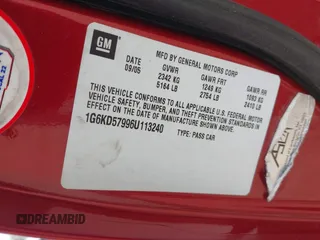 GM
MFD BY GENERAL MOTORS CORP
DATE GVWR GAWR FRT GAWR RR
09/05 2342 KG 1249 KG 1093 KG
5164 LB 2754 LB 2410 LB
THIS VEHICLE CONFORMS TO ALL APPLICABLE U.S. FEDERAL MOTOR
VEHICLE SAFETY, BUMPER, AND THEFT PREVENTION STANDARDS IN
EFFECT ON THE DATE OF MANUFACTURE SHOWN ABOVE.
1G6KD57996U113240
TYPE: PASS CAR
DREAMBID